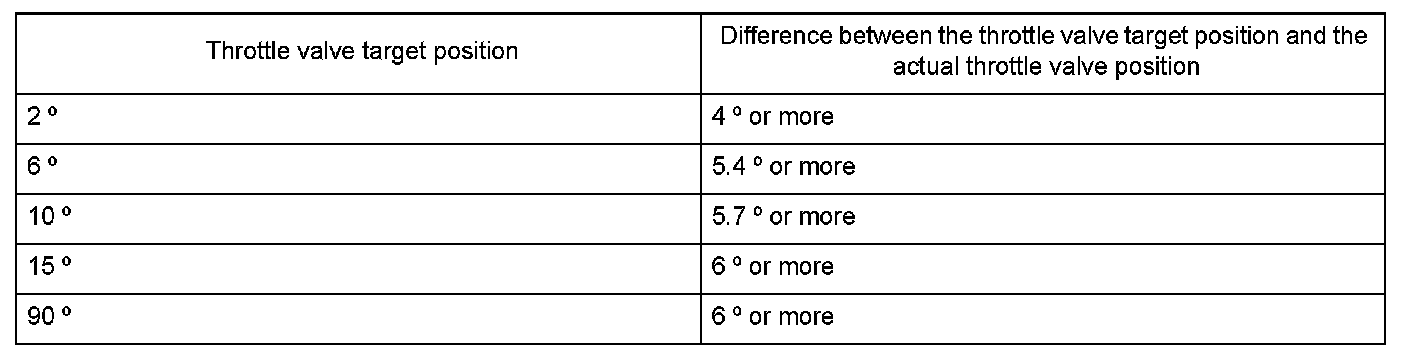 Throttle valve target position
Difference between the throttle valve target position and the
actual throttle valve position
2 º
4 º or more
6 º
5.4 º or more
10 º
5.7 º or more
15 º
6 º or more
90 º
6 º or more